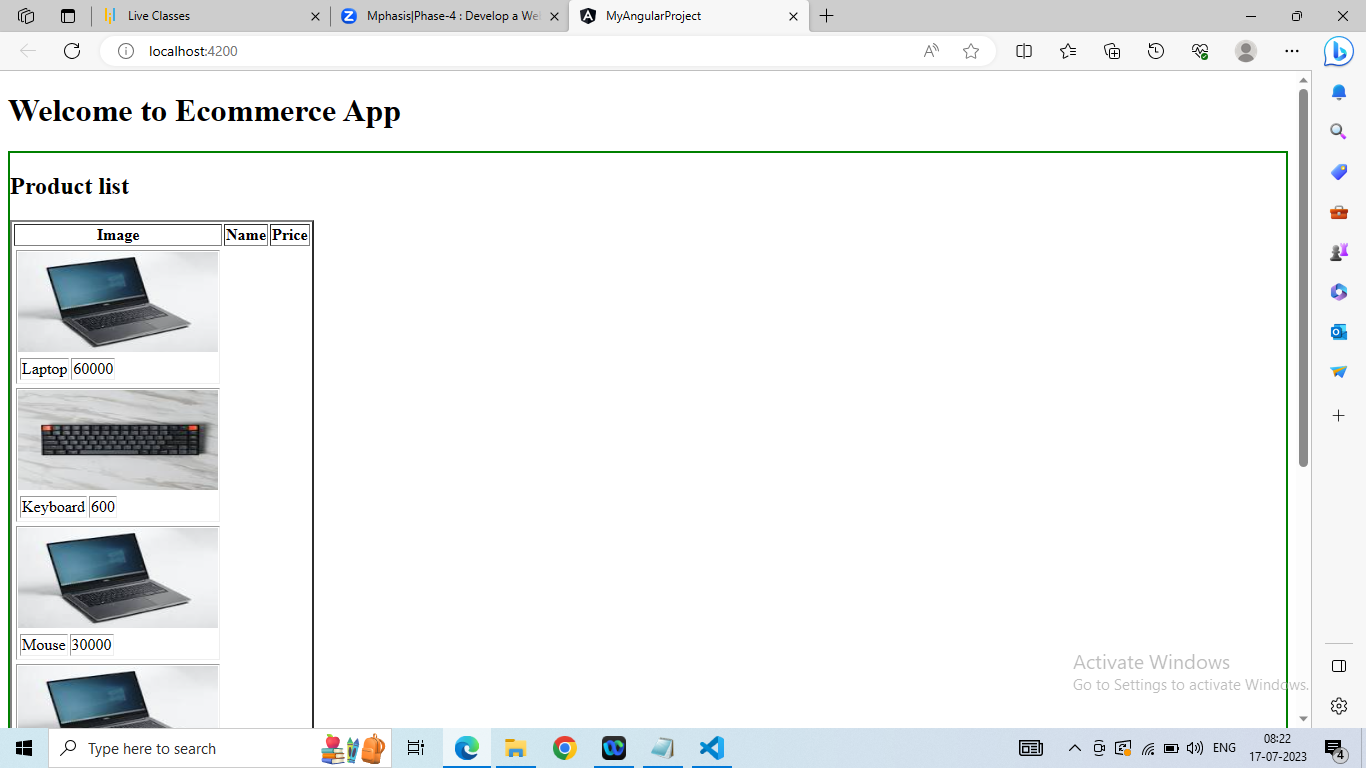 Live Classes
Mphasis|Phase-4 : Develop a We
MyAngularProject
localhost:4200
Welcome to Ecommerce App
Product list
Image Name Price
Laptop 60000
Keyboard 600
Mouse 30000
Activate Windows
Go to Settings to activate Windows.
Type here to search
ENG
08:22
17-07-2023
4